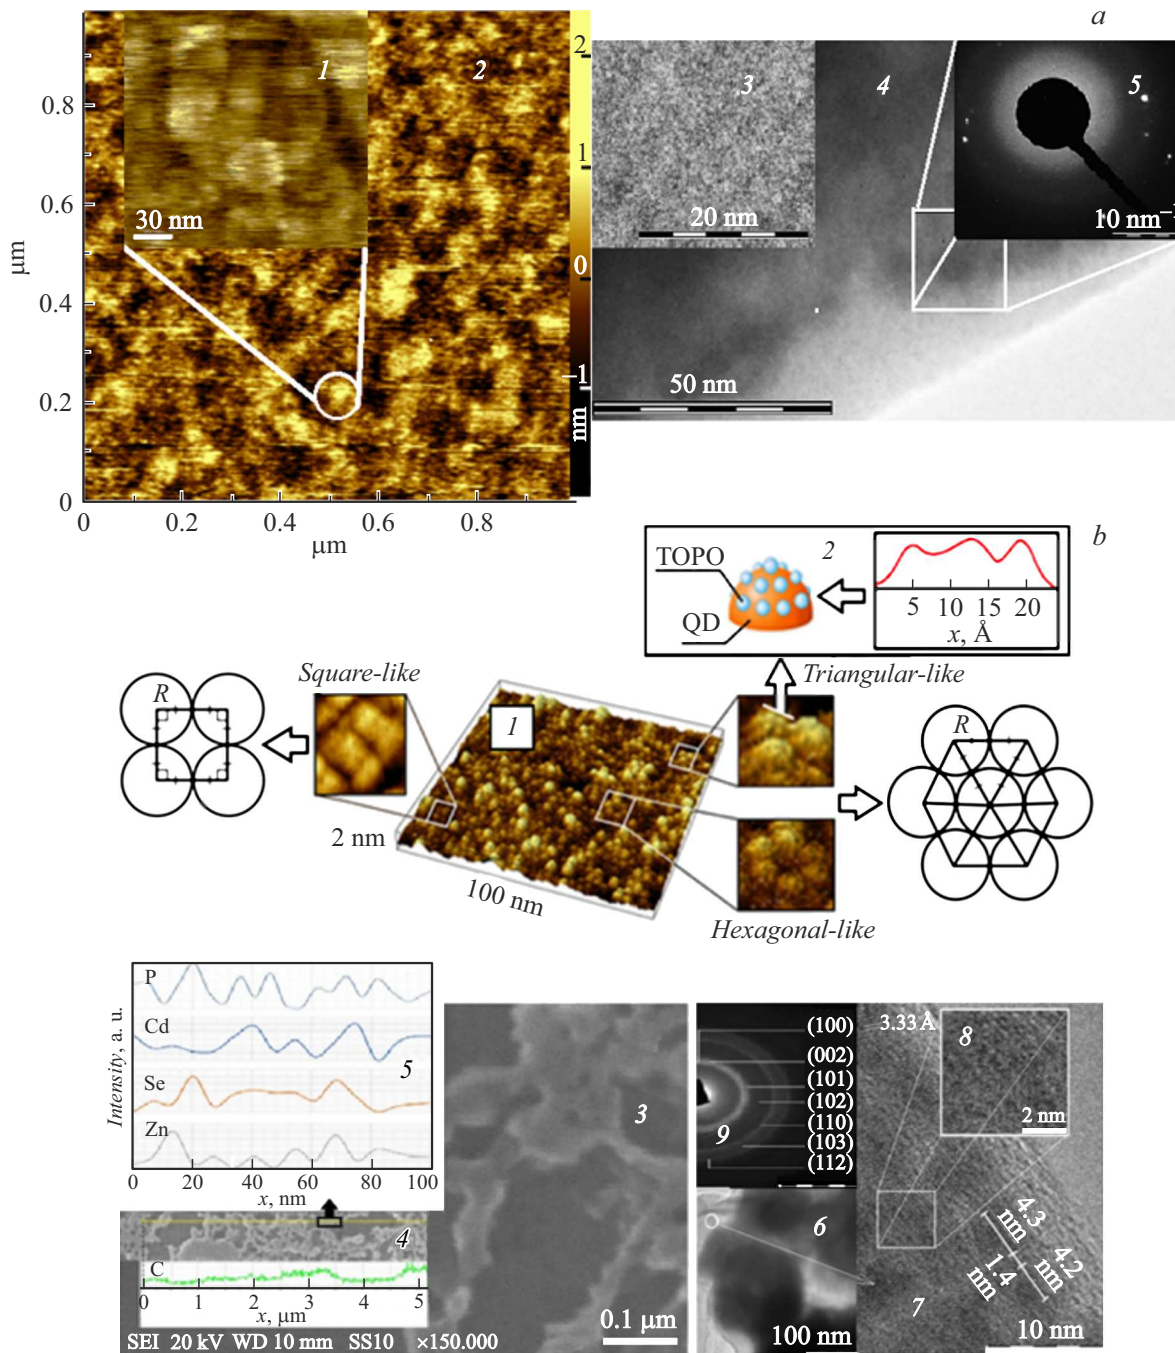 a
2
1
0
−1
nm
1
2
30 nm
0.8
0.6
0.4
0.2
0
μm
0
0.2
0.4
0.6
0.8
μm
3
4
5
20 nm
10 nm−1
50 nm
b
TOPO
QD
2
5
10
15
20
x, Å
Square-like
Triangular-like
R
1
R
2 nm
100 nm
Hexagonal-like
P
Cd
Se
Zn
5
Intensity, a. u.
0
20
40
60
80
100
x, nm
4
C
0
1
2
3
4
5
x, μm
3
0.1 μm
SEI 20 kV WD 10 mm SS10 ×150.000
(100)
(002)
(101)
(102)
(110)
(103)
(112)
9
6
100 nm
3.33 Å
8
2 nm
4.3 nm
4.2 nm
1.4 nm
7
10 nm